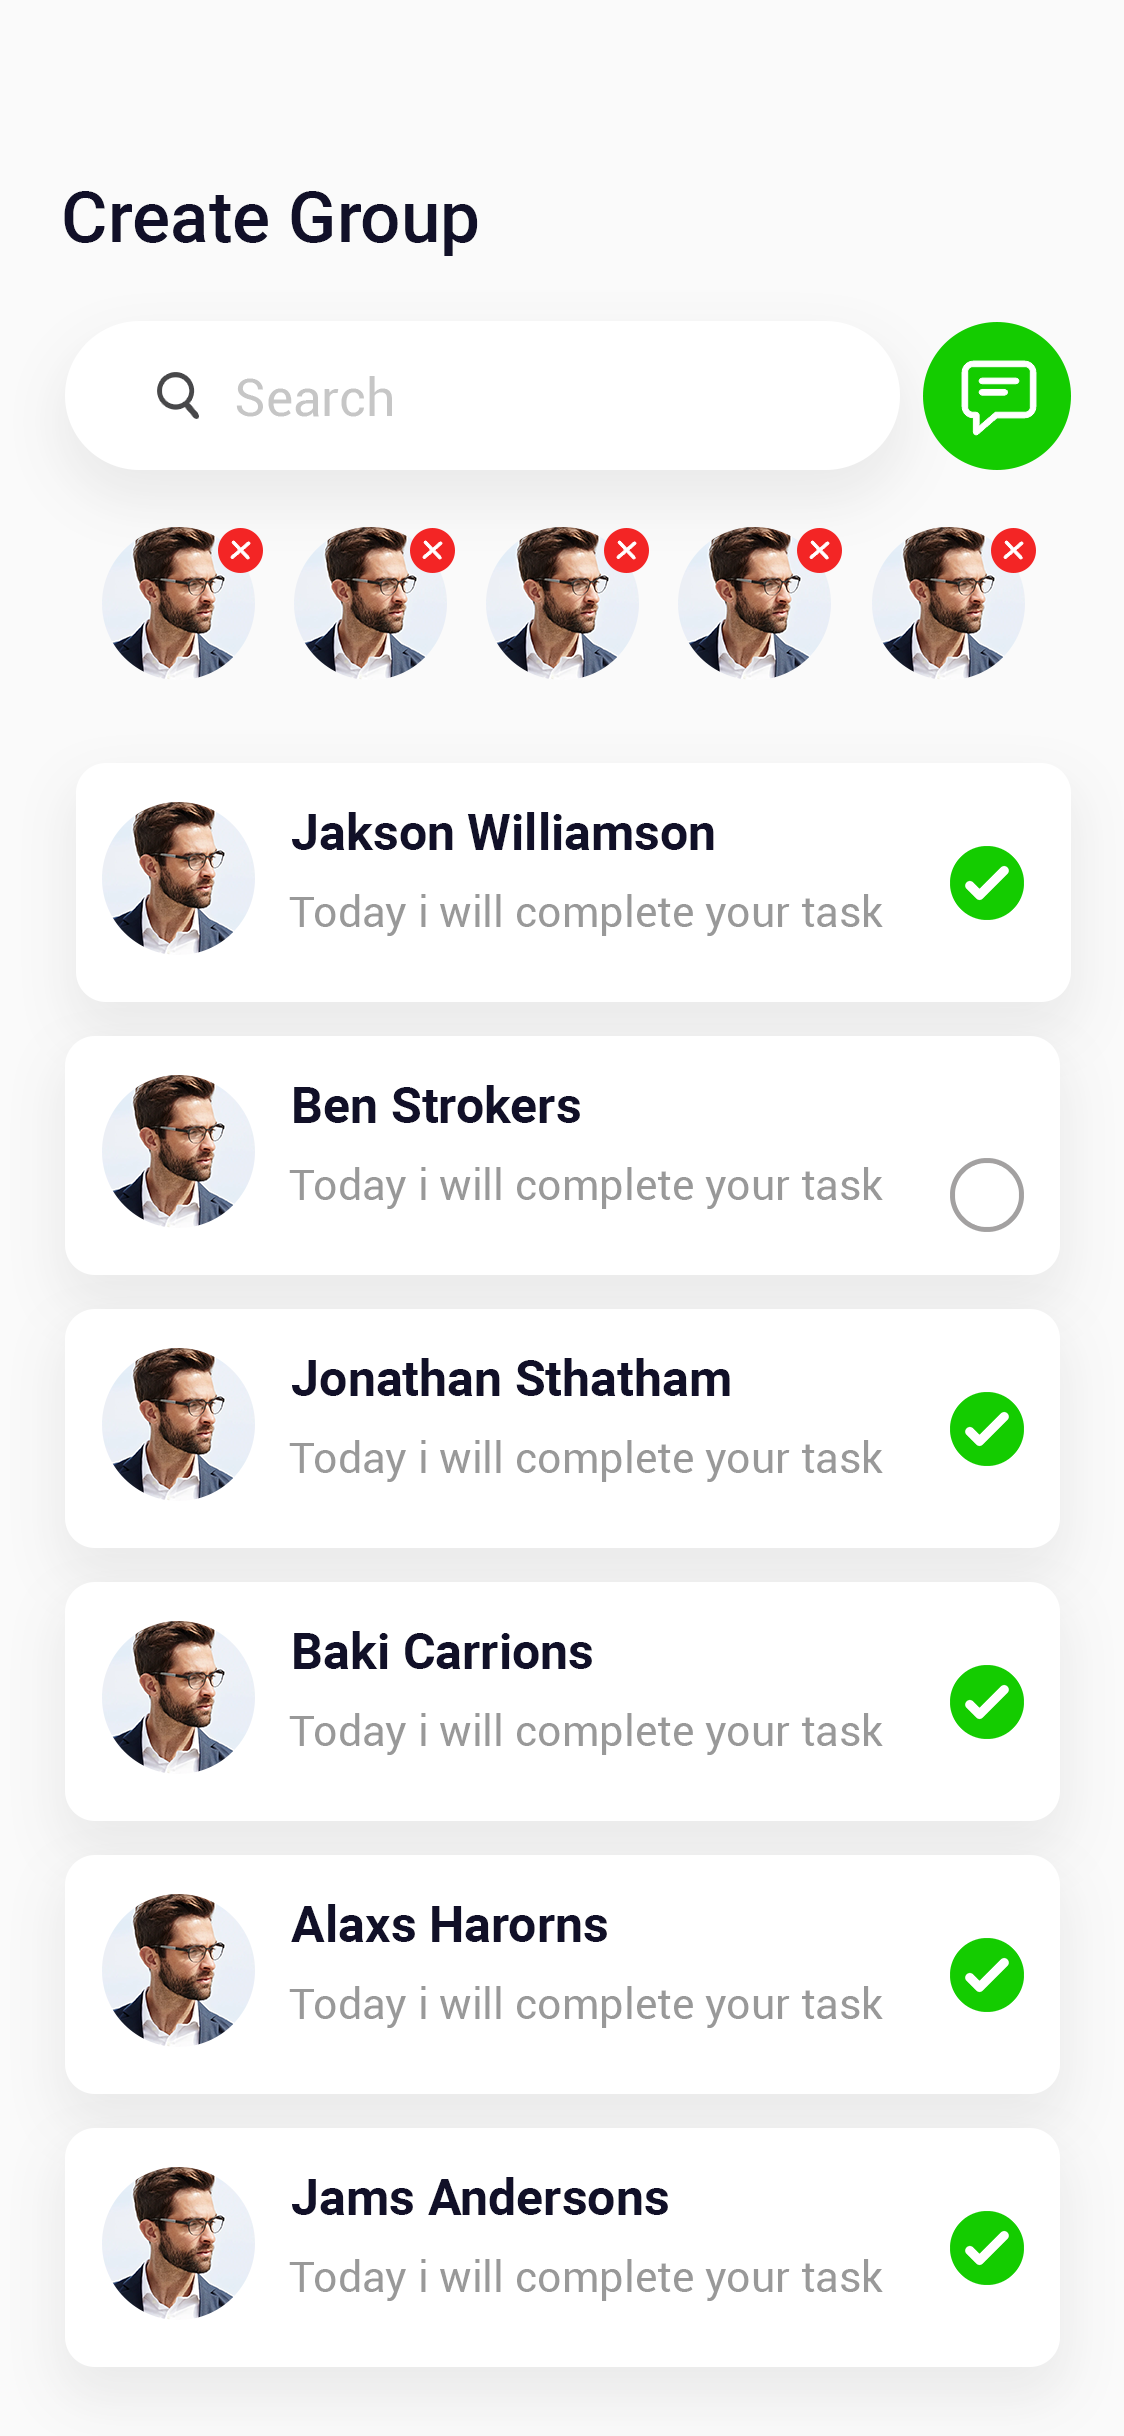 Create Group
Search
Jakson Williamson
Today i will complete your task
Ben Strokers
Today i will complete your task
Jonathan Sthatham
Today i will complete your task
Baki Carrions
Today i will complete your task
Alaxs Harorns
Today i will complete your task
Jams Andersons
Today i will complete your task